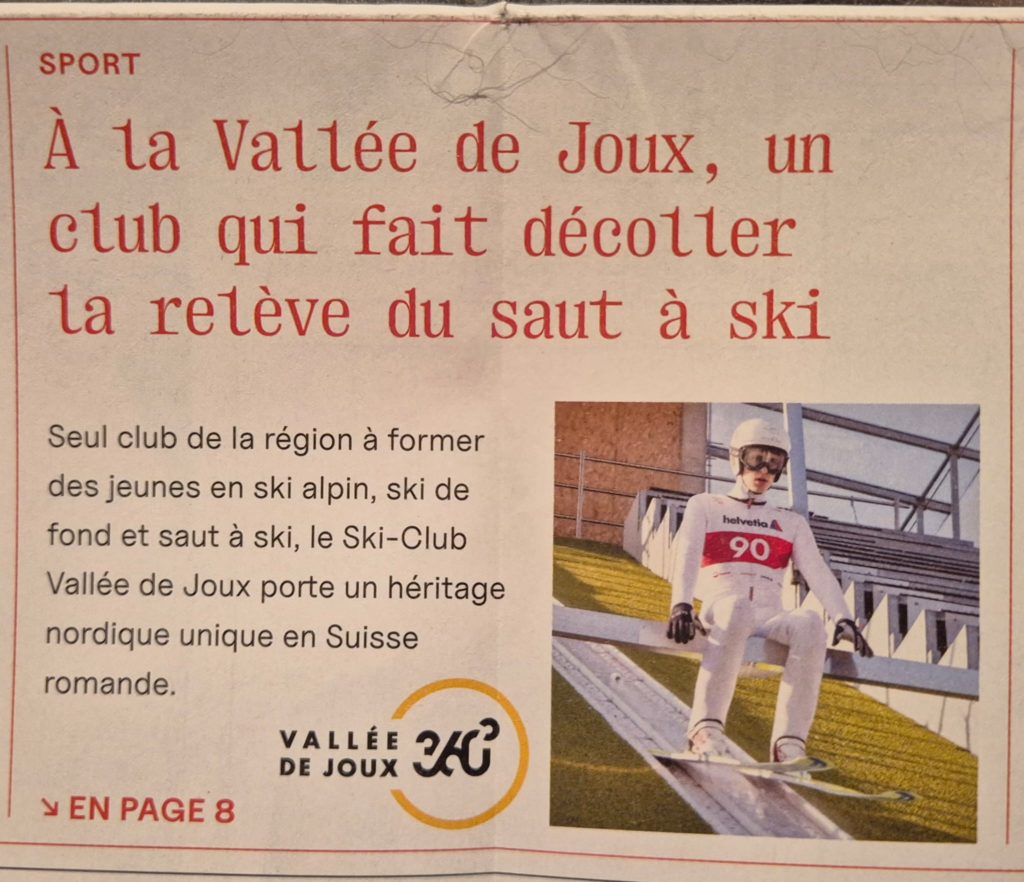 SPORT
À la Vallée de Joux, un
club qui fait décoller
la relève du saut à ski
Seul club de la région à former
des jeunes en ski alpin, ski de
fond et saut à ski, le Ski-Club
Vallée de Joux porte un héritage
nordique unique en Suisse
romande.
VALLÉE
DE JOUX 360°
↘ EN PAGE 8
helvetia
90